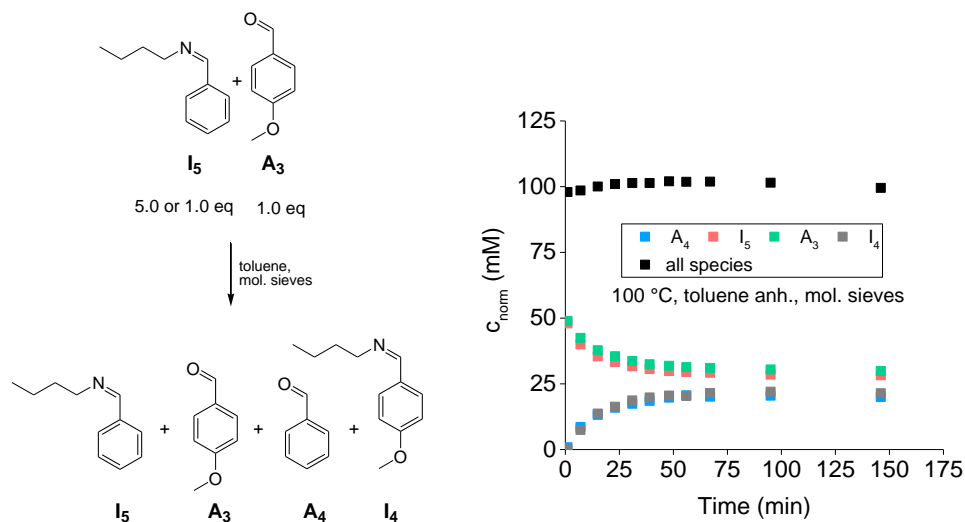 O
N
+
O
I5
A3
5.0 or 1.0 eq 1.0 eq
toluene,
mol. sieves
N
O
O
N
+
+
+
O
O
I5
A3
A4
I4
125
100
75
50
25
0
cnorm (mM)
A4 I5 A3 I4
all species
100 °C, toluene anh., mol. sieves
0 25 50 75 100 125 150 175
Time (min)